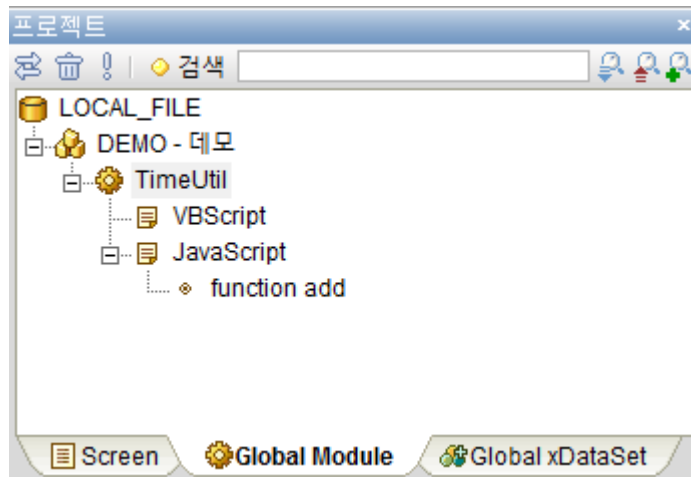 프로젝트
검색
LOCAL_FILE
DEMO - 데모
TimeUtil
VBScript
JavaScript
function add
Screen Global Module Global xDataSet